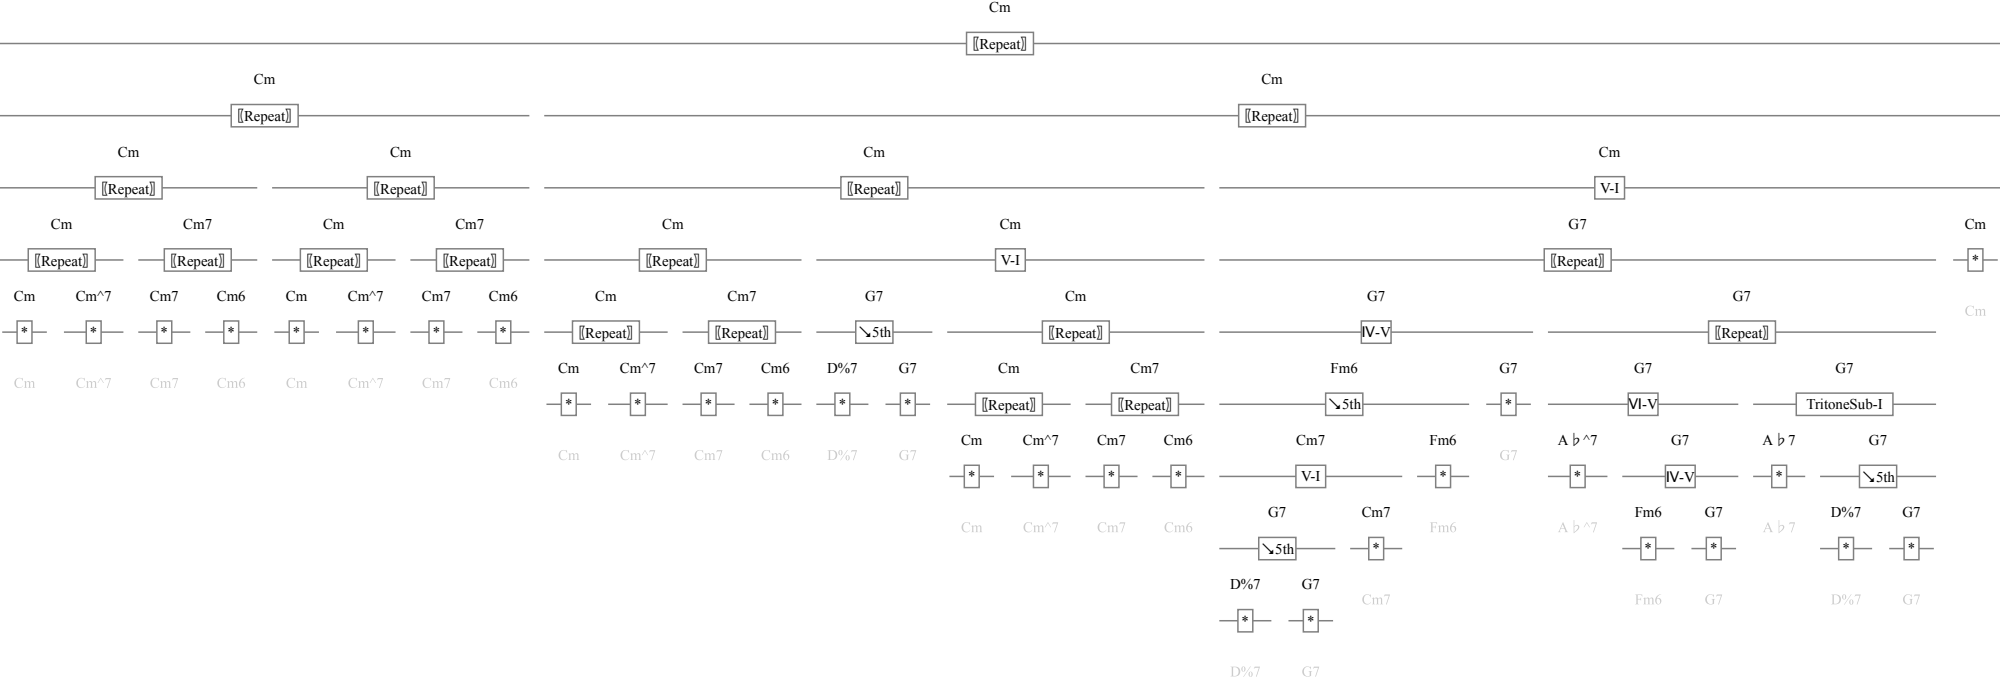 Cm
〚Repeat〛
Cm Cm
〚Repeat〛 〚Repeat〛
Cm Cm Cm Cm
〚Repeat〛 〚Repeat〛 〚Repeat〛 V-I
Cm Cm7 Cm Cm7 Cm Cm G7 Cm
〚Repeat〛 〚Repeat〛 〚Repeat〛 〚Repeat〛 〚Repeat〛 V-I 〚Repeat〛 *
Cm Cm^7 Cm7 Cm6 Cm Cm^7 Cm7 Cm6 Cm Cm7 G7 Cm G7 G7 Cm
* * * * * * * * 〚Repeat〛 〚Repeat〛 ↘5th 〚Repeat〛 Ⅳ-V 〚Repeat〛
Cm Cm^7 Cm7 Cm6 D%7 G7 Cm Cm7 Fm6 G7 G7 G7
Cm Cm^7 Cm7 Cm6 Cm Cm^7 Cm7 Cm6
* * * * * * 〚Repeat〛 〚Repeat〛 ↘5th * Ⅵ-V TritoneSub-I
Cm Cm^7 Cm7 Cm6 Cm7 Fm6 A♭^7 G7 A♭7 G7
Cm Cm^7 Cm7 Cm6 D%7 G7 G7
* * * * V-I * * Ⅳ-V * ↘5th
G7 Cm7 Fm6 G7 D%7 G7
Cm Cm^7 Cm7 Cm6 Fm6 A♭^7 A♭7
↘5th * * * * *
D%7 G7
Cm7 Fm6 G7 D%7 G7
* *
D%7 G7